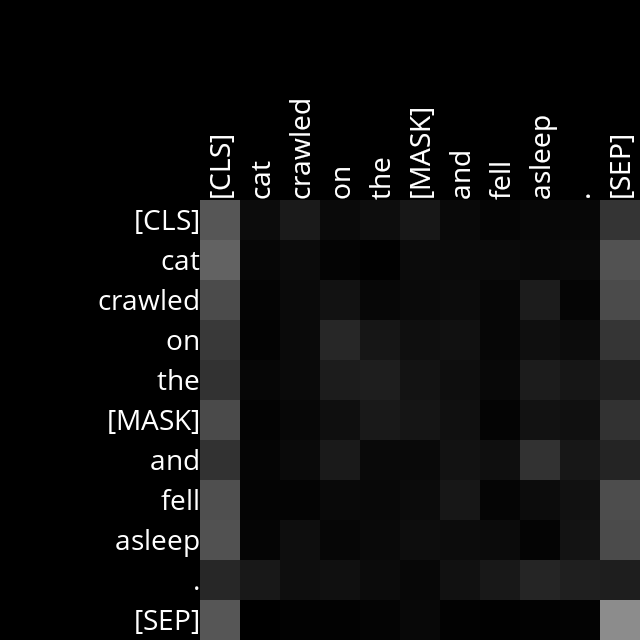 [CLS] cat crawled on the [MASK] and fell asleep . [SEP]
[CLS]
cat
crawled
on
the
[MASK]
and
fell
asleep
.
[SEP]